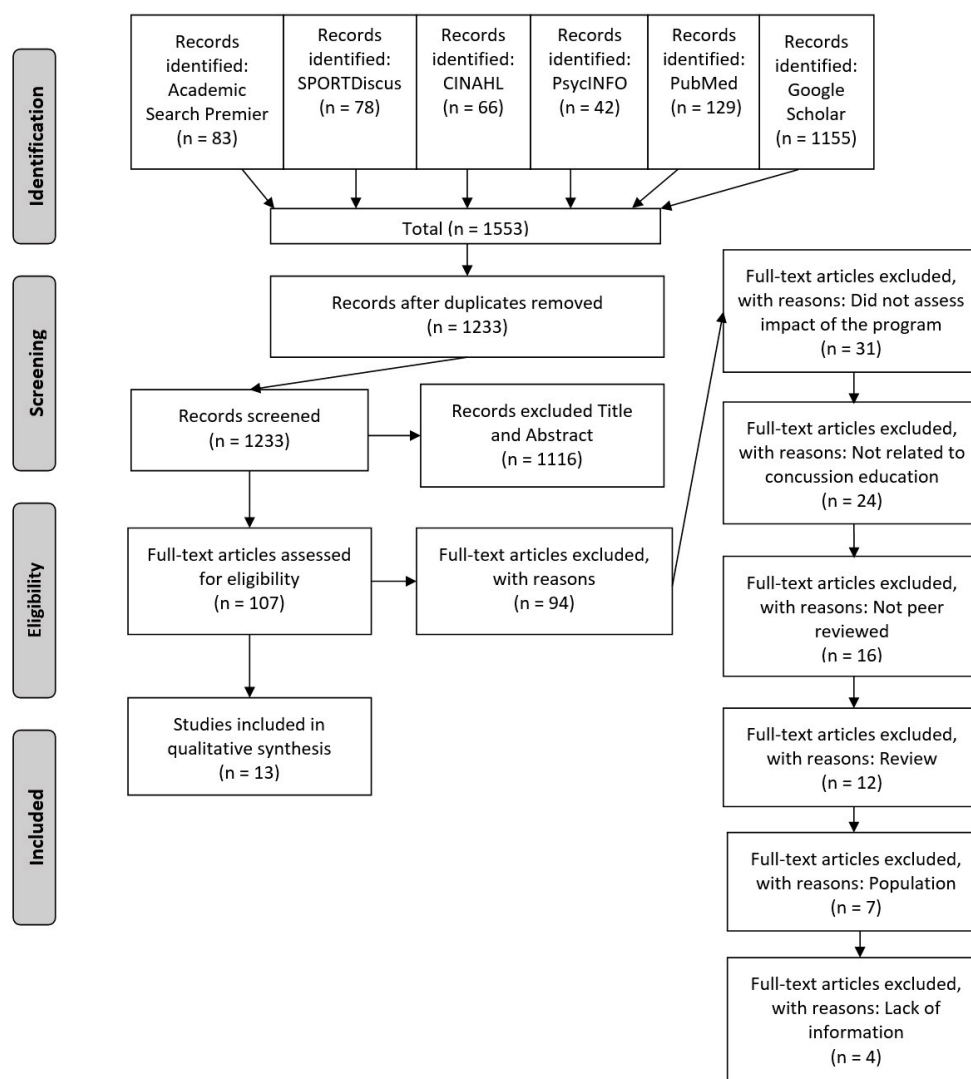 Identification
Records
identified:
Academic
Search Premier
(n = 83)
Records
identified:
SPORTDiscus
(n = 78)
Records
identified:
CINAHL
(n = 66)
Records
identified:
PsycINFO
(n = 42)
Records
identified:
PubMed
(n = 129)
Records
identified:
Google
Scholar
(n = 1155)
Total (n = 1553)
Screening
Records after duplicates removed
(n = 1233)
Records screened
(n = 1233)
Records excluded Title
and Abstract
(n = 1116)
Eligibility
Full-text articles assessed
for eligibility
(n = 107)
Full-text articles excluded,
with reasons
(n = 94)
Included
Studies included in
qualitative synthesis
(n = 13)
Full-text articles excluded,
with reasons: Did not assess
impact of the program
(n = 31)
Full-text articles excluded,
with reasons: Not related to
concussion education
(n = 24)
Full-text articles excluded,
with reasons: Not peer
reviewed
(n = 16)
Full-text articles excluded,
with reasons: Review
(n = 12)
Full-text articles excluded,
with reasons: Population
(n = 7)
Full-text articles excluded,
with reasons: Lack of
information
(n = 4)